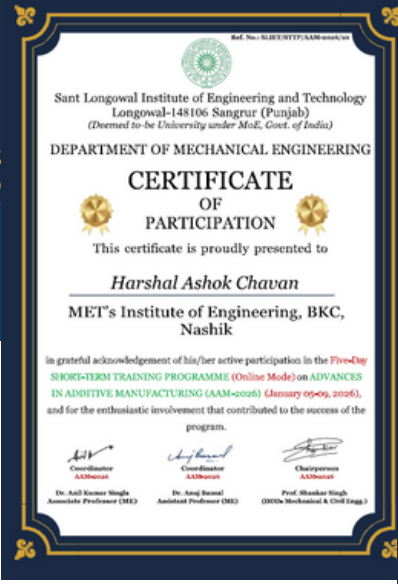 Ref. No.: SLIET/STTP/AAM-2026/20
Sant Longowal Institute of Engineering and Technology
Longowal-148106 Sangrur (Punjab)
(Deemed to-be University under MoE, Govt. of India)
DEPARTMENT OF MECHANICAL ENGINEERING
CERTIFICATE
OF
PARTICIPATION
This certificate is proudly presented to
Harshal Ashok Chavan
MET's Institute of Engineering, BKC,
Nashik
in grateful acknowledgement of his/her active participation in the Five-Day
SHORT-TERM TRAINING PROGRAMME (Online Mode) on ADVANCES
IN ADDITIVE MANUFACTURING (AAM-2026) (January 05-09, 2026),
and for the enthusiastic involvement that contributed to the success of the
program.
Coordinator Coordinator Chairperson
AAM-2026 AAM-2026 AAM-2026
Dr. Anil Kumar Singla Dr. Anuj Bansal Prof. Shankar Singh
Associate Professor (ME) Assistant Professor (ME) (HODs Mechanical & Civil Engg.)